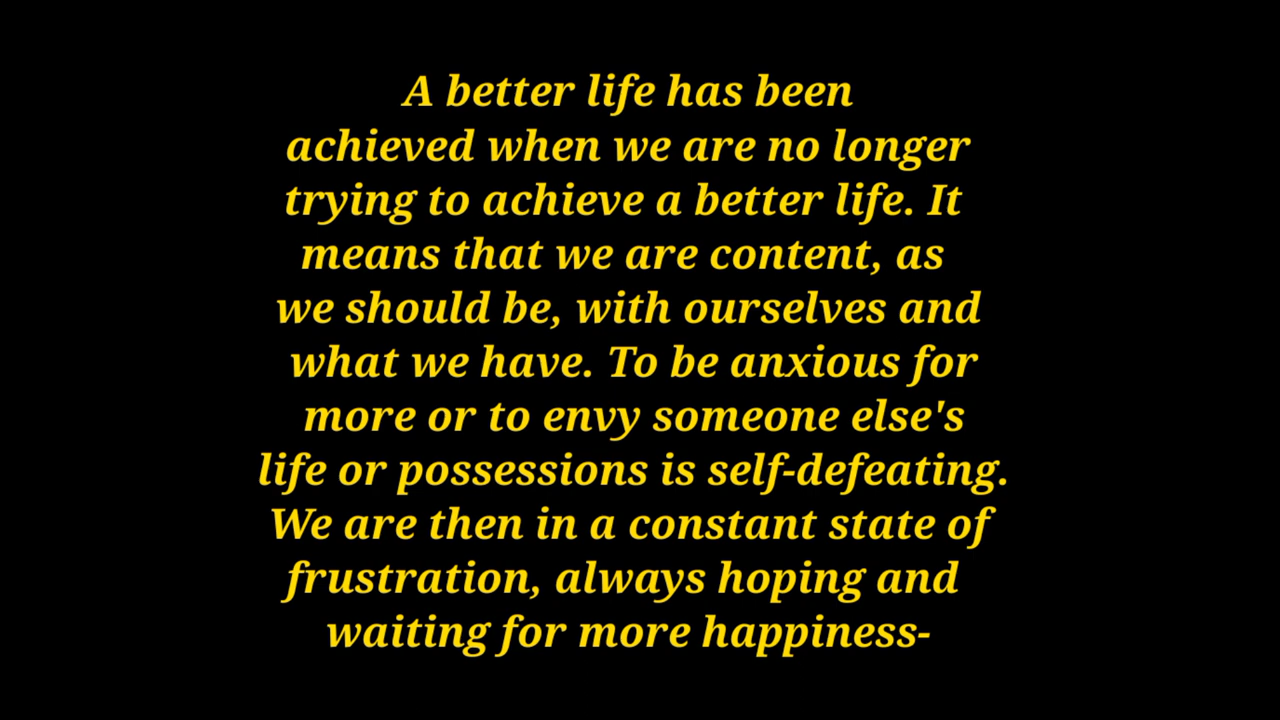 A better life has been
achieved when we are no longer
trying to achieve a better life. It
means that we are content, as
we should be, with ourselves and
what we have. To be anxious for
more or to envy someone else's
life or possessions is self-defeating.
We are then in a constant state of
frustration, always hoping and
waiting for more happiness-